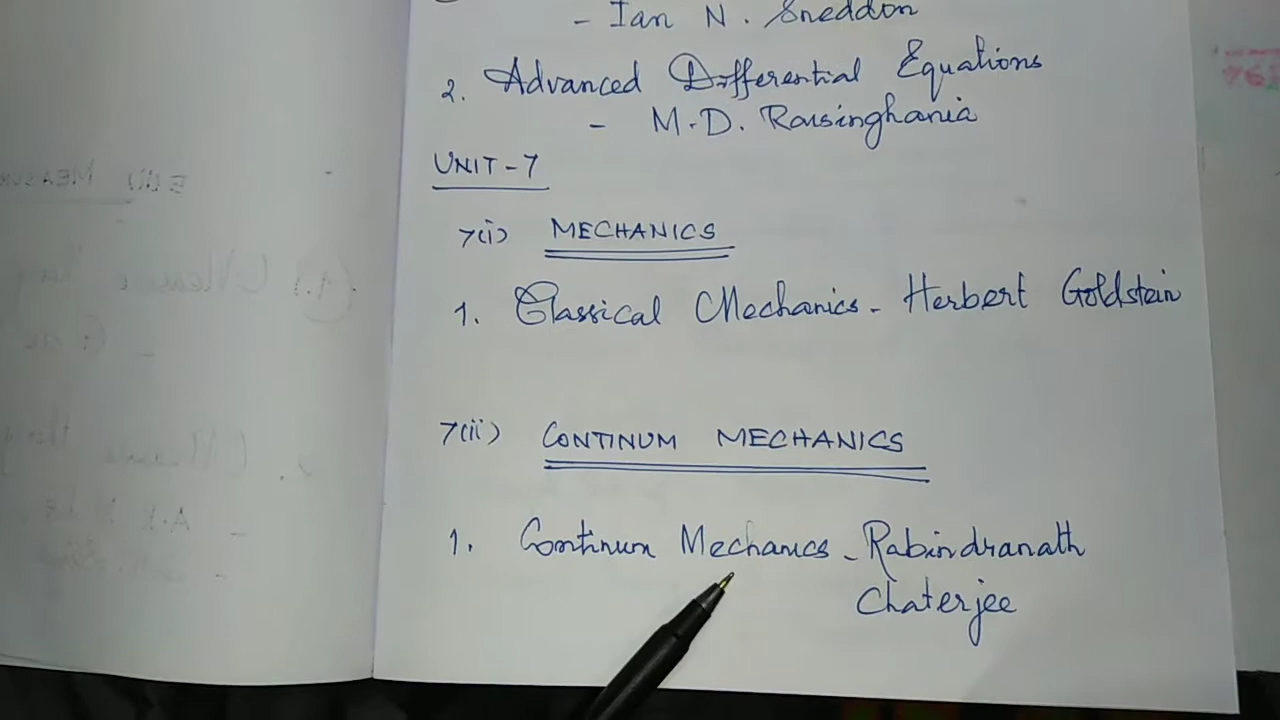 - Ian N. Sneddon
2. Advanced Differential Equations
- M.D. Raisinghania
UNIT-7
7(i) MECHANICS
1. Classical Mechanics - Herbert Goldstein
7(ii) CONTINUM MECHANICS
1. Continum Mechanics - Rabindranath
Chaterjee